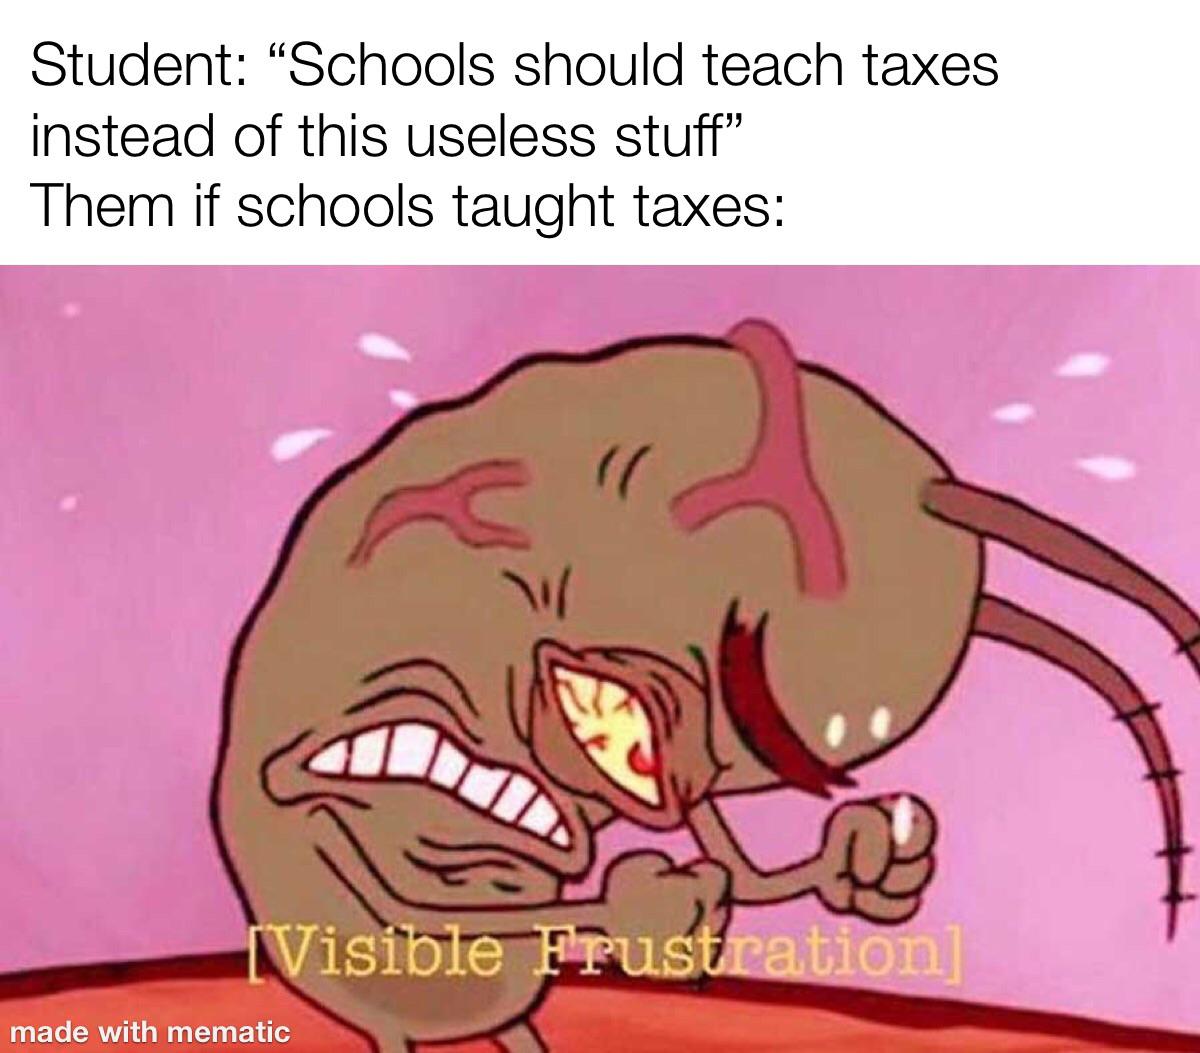 Student: “Schools should teach taxes
instead of this useless stuff”
Them if schools taught taxes:
[Visible Frustration]
made with mematic